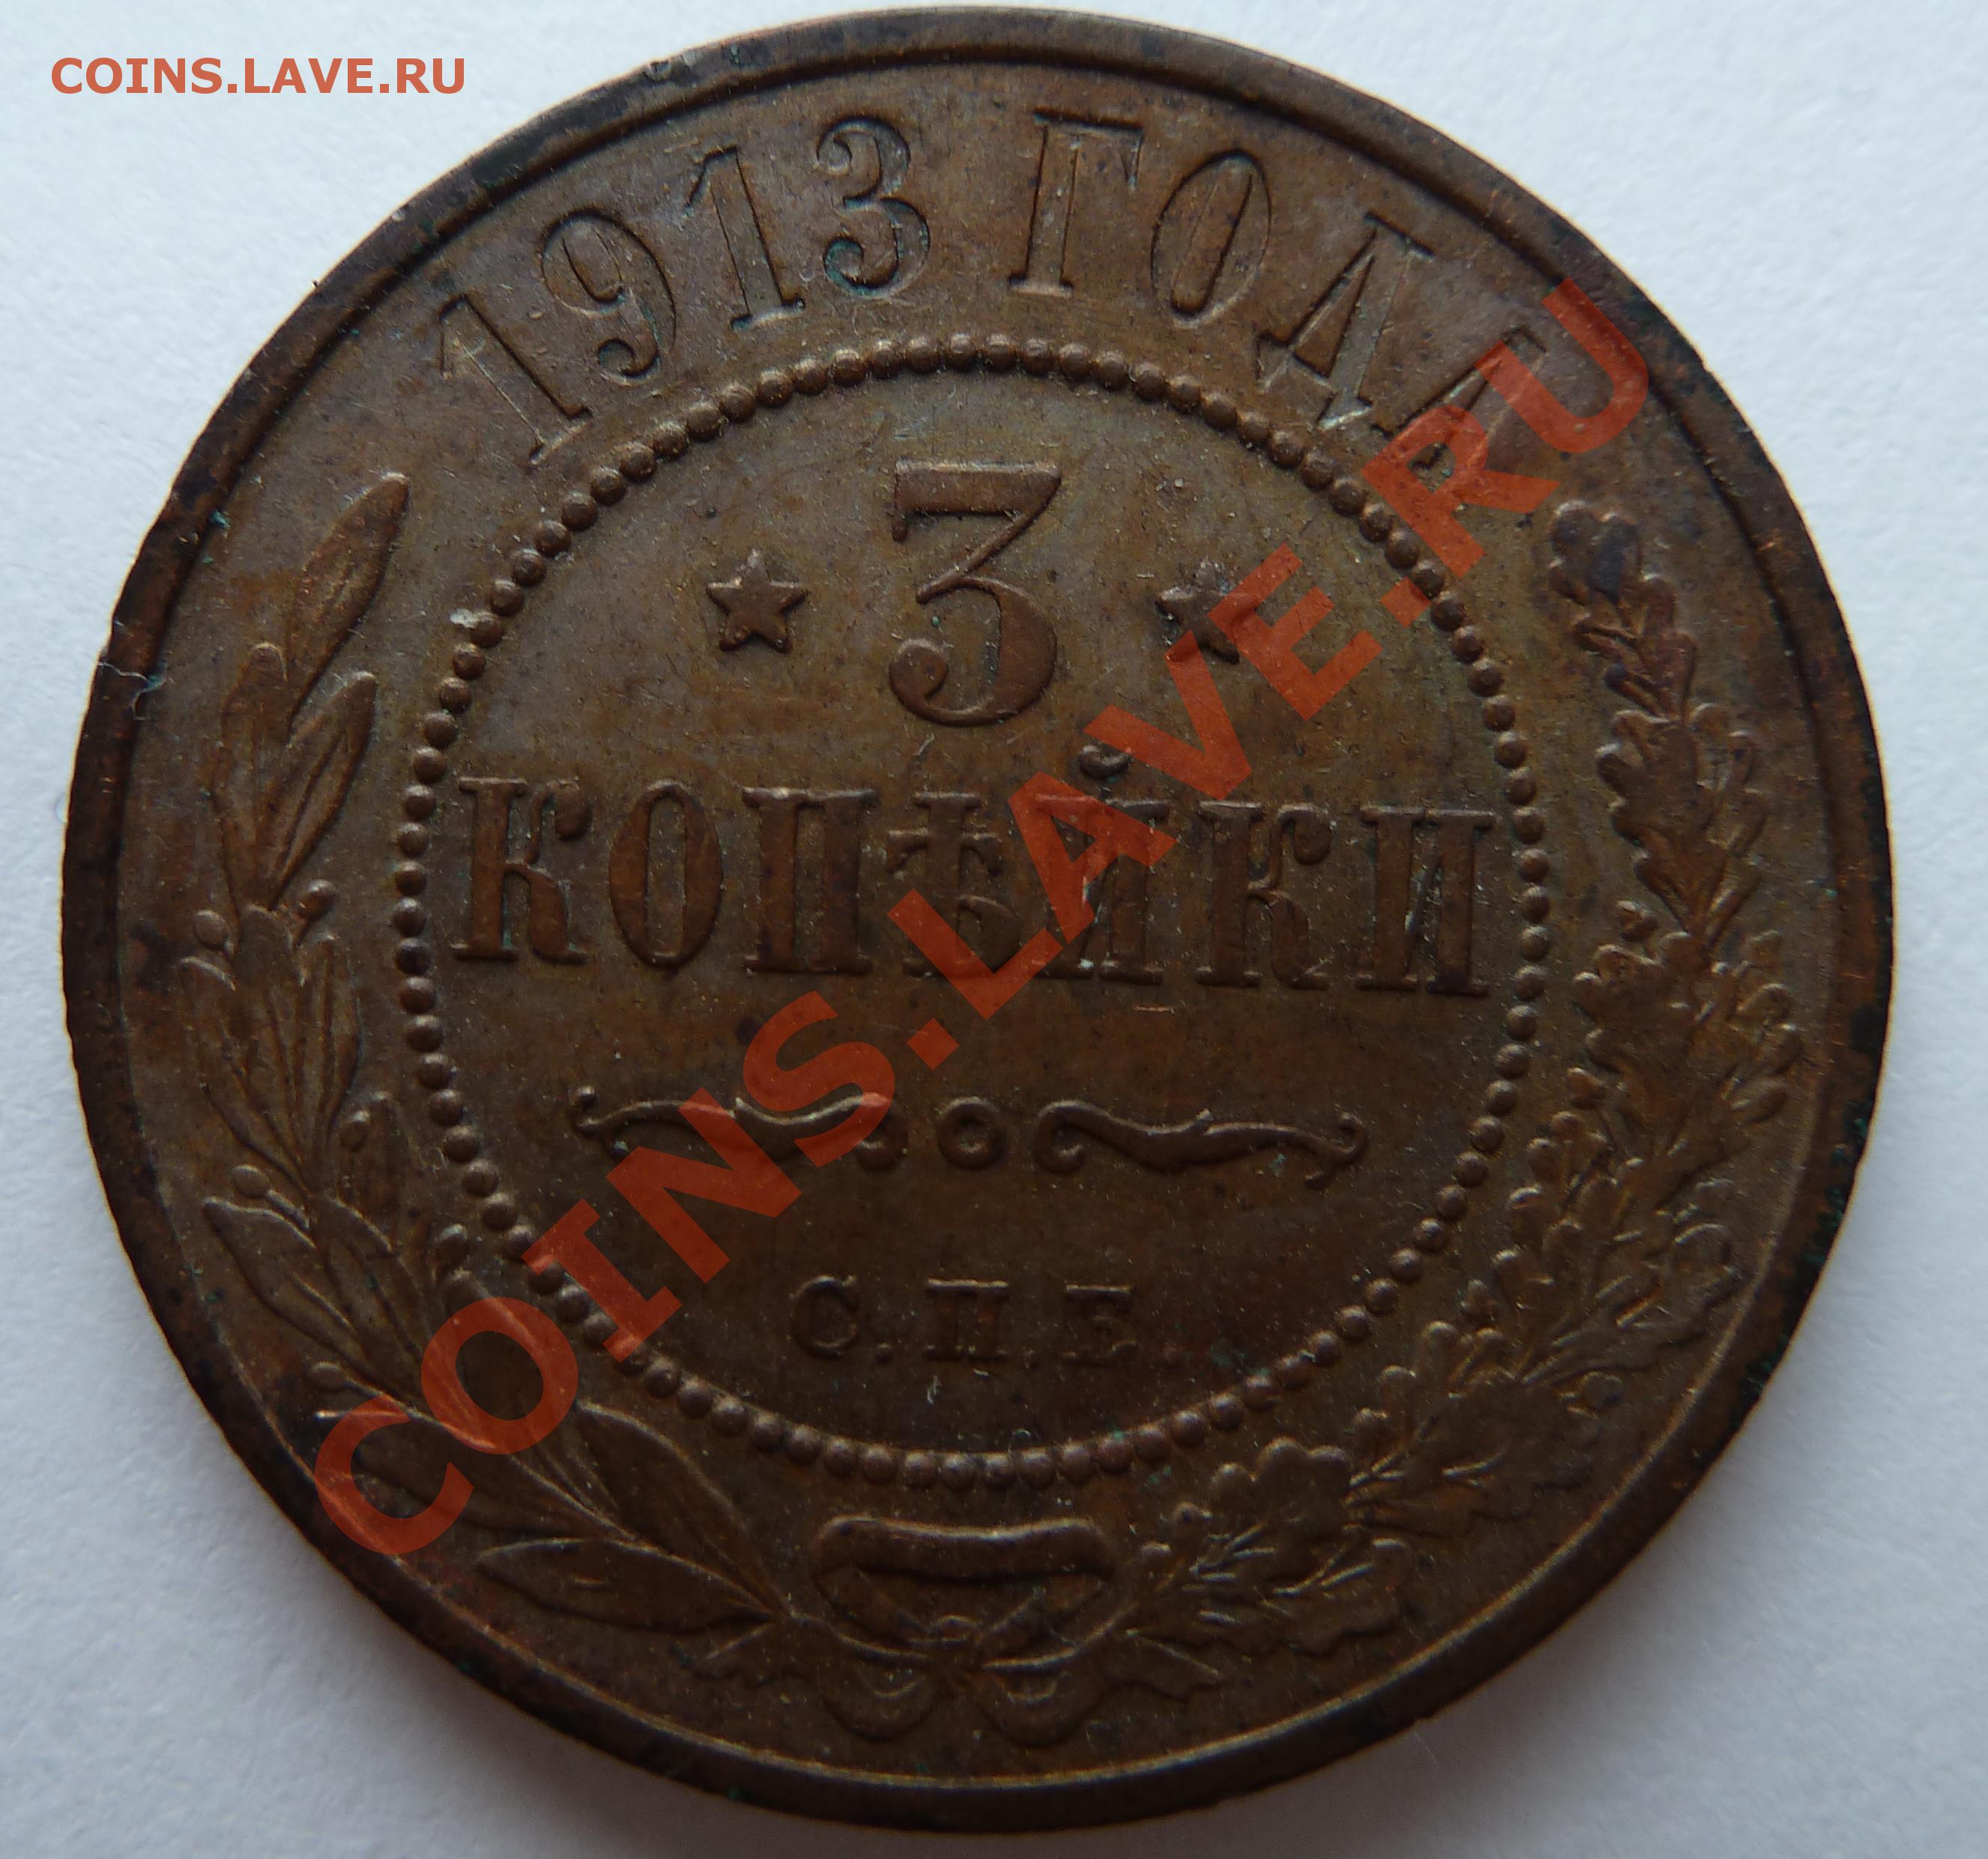 COINS.LAVE.RU
1913 ГОДА
3
КОПѢЙКИ
С.П.Б.
COINS.LAVE.RU